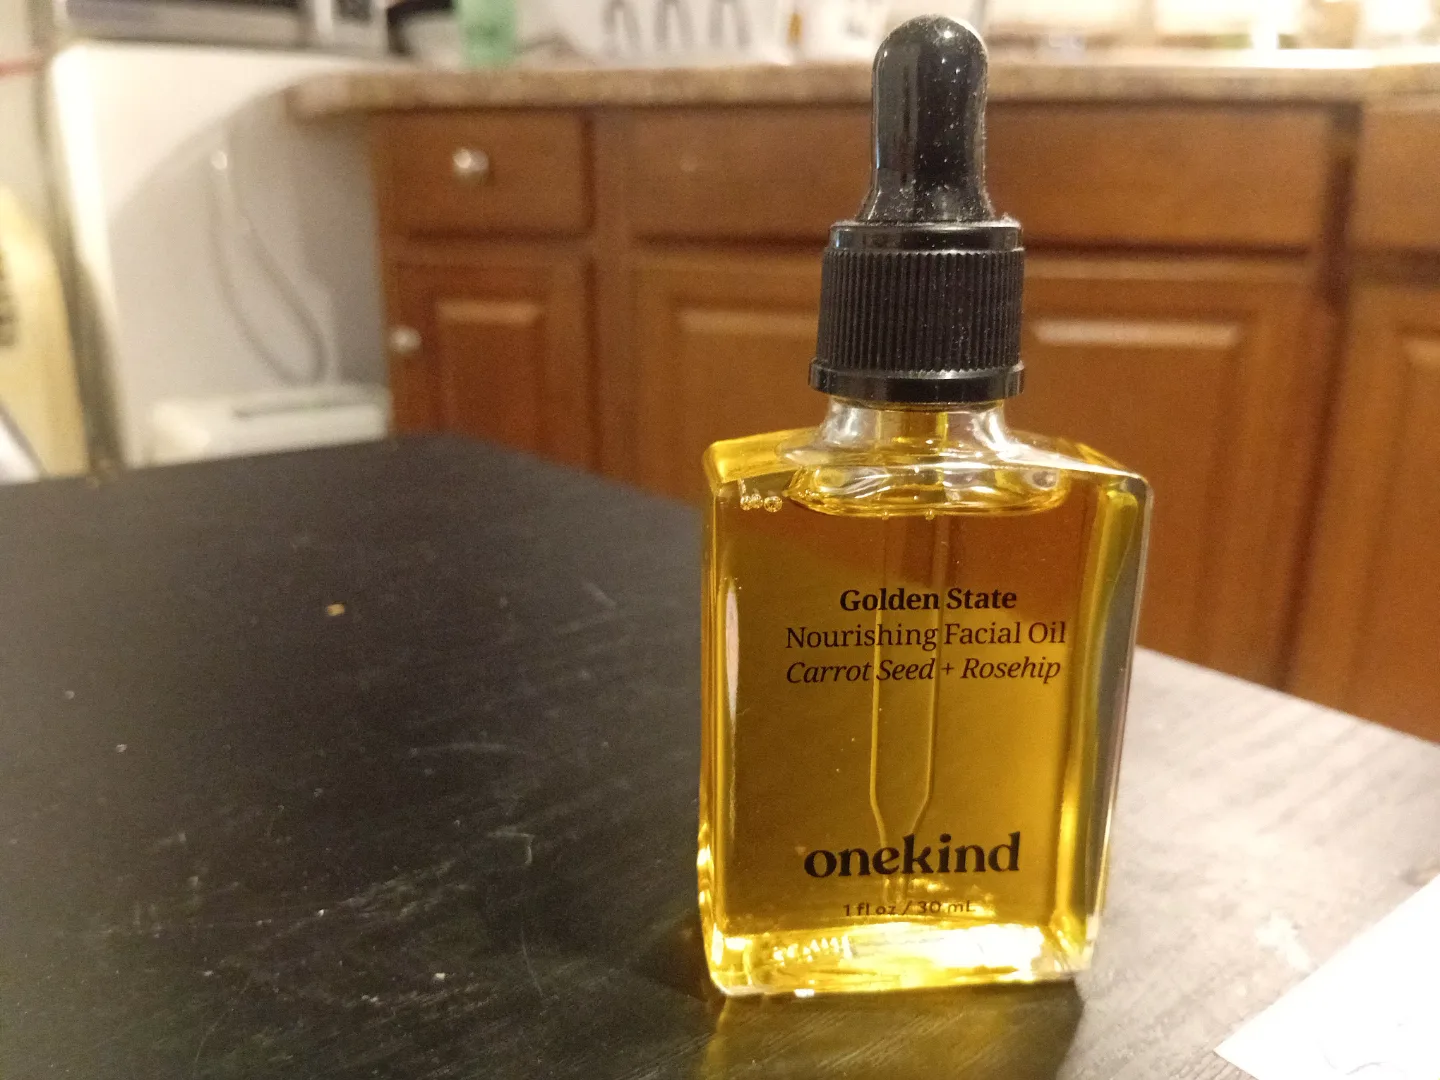 Golden State
Nourishing Facial Oil
Carrot Seed + Rosehip
onekind
1 fl oz / 30 mL